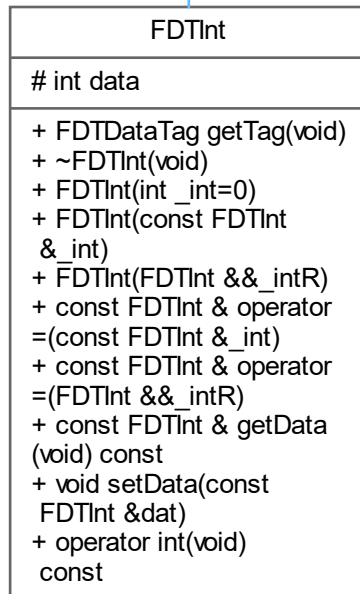 FDTInt
# int data
+ FDTDataTag getTag(void)
+ ~FDTInt(void)
+ FDTInt(int _int=0)
+ FDTInt(const FDTInt
&_int)
+ FDTInt(FDTInt &&_intR)
+ const FDTInt & operator
=(const FDTInt &_int)
+ const FDTInt & operator
=(FDTInt &&_intR)
+ const FDTInt & getData
(void) const
+ void setData(const
FDTInt &dat)
+ operator int(void)
const